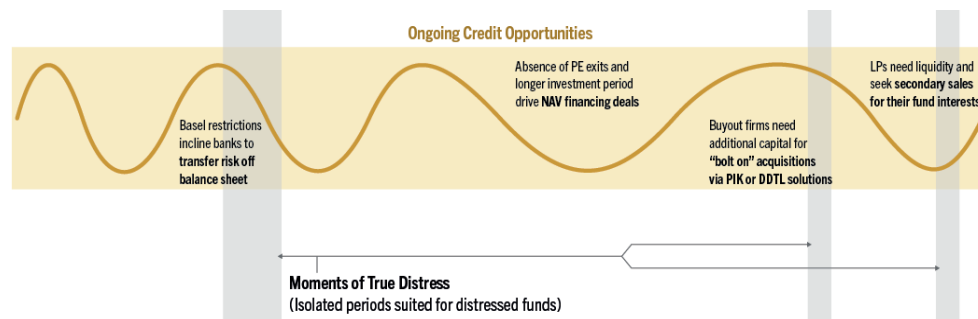 Ongoing Credit Opportunities
Absence of PE exits and
longer investment period
drive NAV financing deals
LPs need liquidity and
seek secondary sales
for their fund interests
Basel restrictions
incline banks to
transfer risk off
balance sheet
Buyout firms need
additional capital for
“bolt on” acquisitions
via PIK or DDTL solutions
Moments of True Distress
(Isolated periods suited for distressed funds)